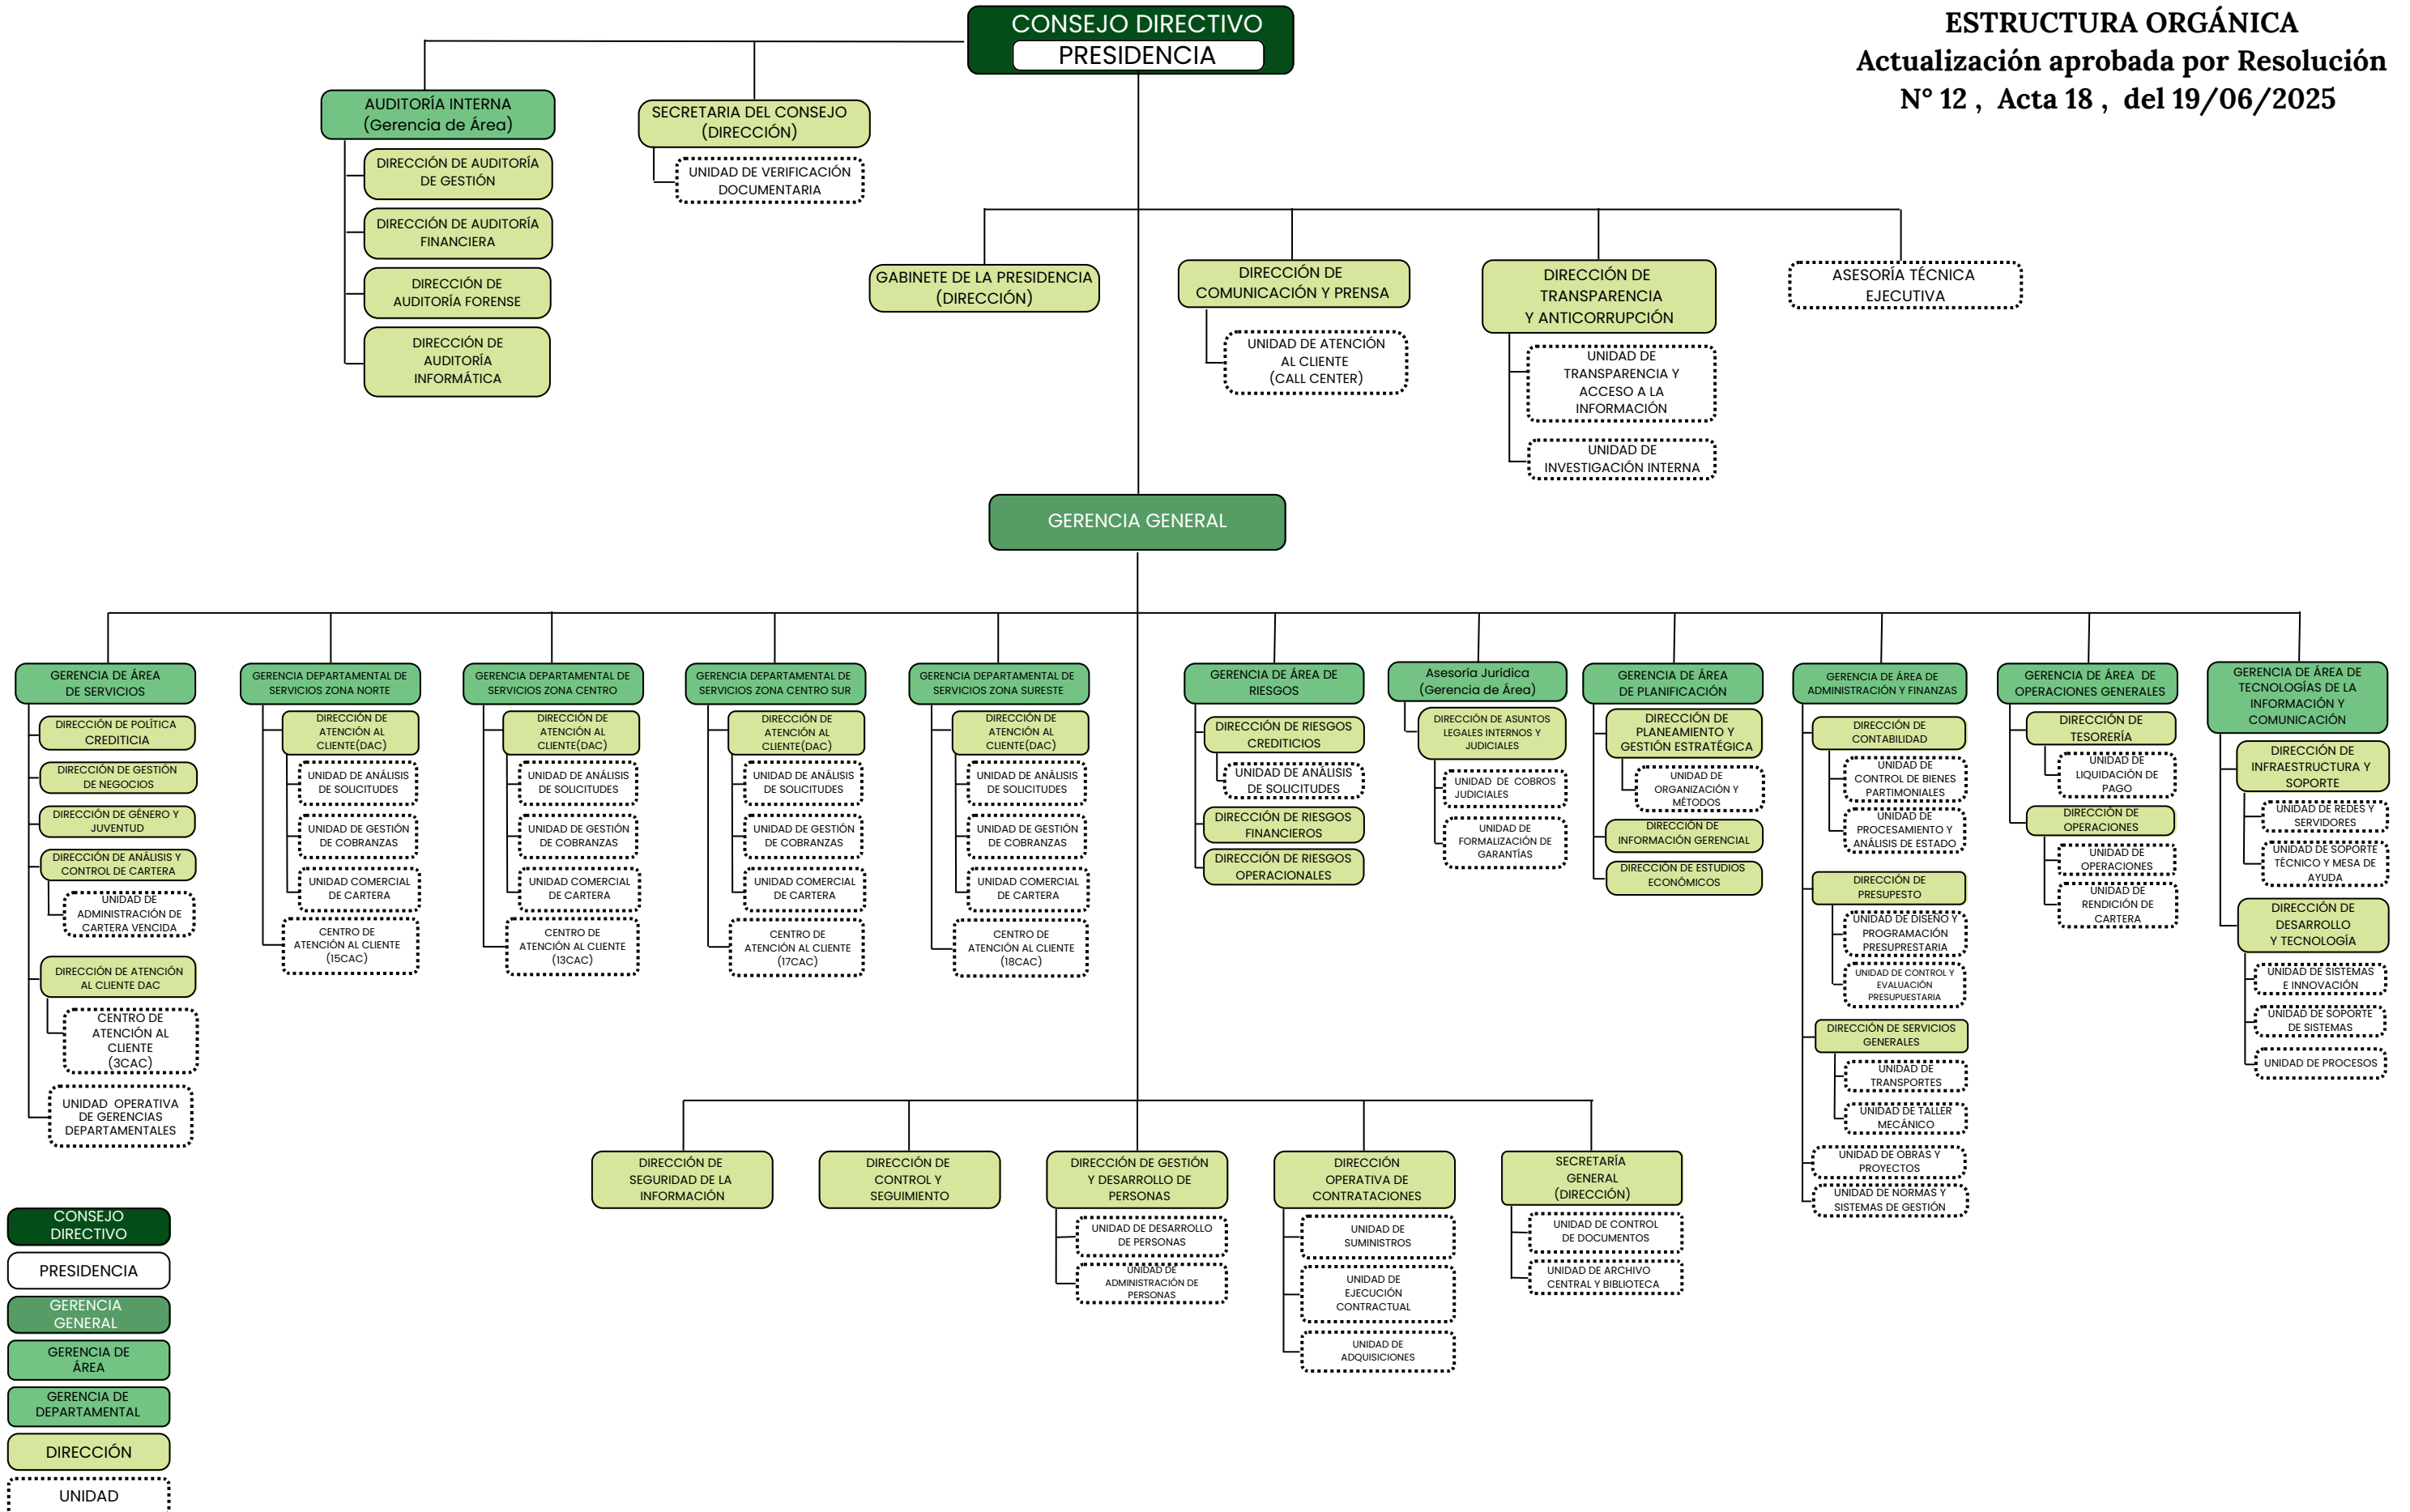 CONSEJO DIRECTIVO
PRESIDENCIA
ESTRUCTURA ORGÁNICA
Actualización aprobada por Resolución
N° 12 , Acta 18 , del 19/06/2025
AUDITORÍA INTERNA
(Gerencia de Área)
DIRECCIÓN DE AUDITORÍA
DE GESTIÓN
DIRECCIÓN DE AUDITORÍA
FINANCIERA
DIRECCIÓN DE
AUDITORÍA FORENSE
DIRECCIÓN DE
AUDITORÍA
INFORMÁTICA
SECRETARIA DEL CONSEJO
(DIRECCIÓN)
UNIDAD DE VERIFICACIÓN
DOCUMENTARIA
GABINETE DE LA PRESIDENCIA
(DIRECCIÓN)
DIRECCIÓN DE
COMUNICACIÓN Y PRENSA
UNIDAD DE ATENCIÓN
AL CLIENTE
(CALL CENTER)
DIRECCIÓN DE
TRANSPARENCIA
Y ANTICORRUPCIÓN
UNIDAD DE
TRANSPARENCIA Y
ACCESO A LA
INFORMACIÓN
UNIDAD DE
INVESTIGACIÓN INTERNA
ASESORÍA TÉCNICA
EJECUTIVA
GERENCIA GENERAL
GERENCIA DE ÁREA
DE SERVICIOS
DIRECCIÓN DE POLÍTICA
CREDITICIA
DIRECCIÓN DE GESTIÓN
DE NEGOCIOS
DIRECCIÓN DE GÉNERO Y
JUVENTUD
DIRECCIÓN DE ANÁLISIS Y
CONTROL DE CARTERA
UNIDAD DE
ADMINISTRACIÓN DE
CARTERA VENCIDA
DIRECCIÓN DE ATENCIÓN
AL CLIENTE DAC
CENTRO DE
ATENCIÓN AL
CLIENTE
(3CAC)
UNIDAD OPERATIVA
DE GERENCIAS
DEPARTAMENTALES
GERENCIA DEPARTAMENTAL DE
SERVICIOS ZONA NORTE
DIRECCIÓN DE
ATENCIÓN AL
CLIENTE(DAC)
UNIDAD DE ANÁLISIS
DE SOLICITUDES
UNIDAD DE GESTIÓN
DE COBRANZAS
UNIDAD COMERCIAL
DE CARTERA
CENTRO DE
ATENCIÓN AL CLIENTE
(15CAC)
GERENCIA DEPARTAMENTAL DE
SERVICIOS ZONA CENTRO
DIRECCIÓN DE
ATENCIÓN AL
CLIENTE(DAC)
UNIDAD DE ANÁLISIS
DE SOLICITUDES
UNIDAD DE GESTIÓN
DE COBRANZAS
UNIDAD COMERCIAL
DE CARTERA
CENTRO DE
ATENCIÓN AL CLIENTE
(13CAC)
GERENCIA DEPARTAMENTAL DE
SERVICIOS ZONA CENTRO SUR
DIRECCIÓN DE
ATENCIÓN AL
CLIENTE(DAC)
UNIDAD DE ANÁLISIS
DE SOLICITUDES
UNIDAD DE GESTIÓN
DE COBRANZAS
UNIDAD COMERCIAL
DE CARTERA
CENTRO DE
ATENCIÓN AL CLIENTE
(17CAC)
GERENCIA DEPARTAMENTAL DE
SERVICIOS ZONA SURESTE
DIRECCIÓN DE
ATENCIÓN AL
CLIENTE(DAC)
UNIDAD DE ANÁLISIS
DE SOLICITUDES
UNIDAD DE GESTIÓN
DE COBRANZAS
UNIDAD COMERCIAL
DE CARTERA
CENTRO DE
ATENCIÓN AL CLIENTE
(18CAC)
GERENCIA DE ÁREA DE
RIESGOS
DIRECCIÓN DE RIESGOS
CREDITICIOS
UNIDAD DE ANÁLISIS
DE SOLICITUDES
DIRECCIÓN DE RIESGOS
FINANCIEROS
DIRECCIÓN DE RIESGOS
OPERACIONALES
Asesoría Jurídica
(Gerencia de Área)
DIRECCIÓN DE ASUNTOS
LEGALES INTERNOS Y
JUDICIALES
UNIDAD DE COBROS
JUDICIALES
UNIDAD DE
FORMALIZACIÓN DE
GARANTÍAS
GERENCIA DE ÁREA
DE PLANIFICACIÓN
DIRECCIÓN DE
PLANEAMIENTO Y
GESTIÓN ESTRATÉGICA
UNIDAD DE
ORGANIZACIÓN Y
MÉTODOS
DIRECCIÓN DE
INFORMACIÓN GERENCIAL
DIRECCIÓN DE ESTUDIOS
ECONÓMICOS
GERENCIA DE ÁREA DE
ADMINISTRACIÓN Y FINANZAS
DIRECCIÓN DE
CONTABILIDAD
UNIDAD DE
CONTROL DE BIENES
PARTIMONIALES
UNIDAD DE
PROCESAMIENTO Y
ANÁLISIS DE ESTADO
DIRECCIÓN DE
PRESUPESTO
UNIDAD DE DISEÑO Y
PROGRAMACIÓN
PRESUPRESTARIA
UNIDAD DE CONTROL Y
EVALUACIÓN
PRESUPUESTARIA
DIRECCIÓN DE SERVICIOS
GENERALES
UNIDAD DE
TRANSPORTES
UNIDAD DE TALLER
MECÁNICO
UNIDAD DE OBRAS Y
PROYECTOS
UNIDAD DE NORMAS Y
SISTEMAS DE GESTIÓN
GERENCIA DE ÁREA DE
OPERACIONES GENERALES
DIRECCIÓN DE
TESORERÍA
UNIDAD DE
LIQUIDACIÓN DE
PAGO
DIRECCIÓN DE
OPERACIONES
UNIDAD DE
OPERACIONES
UNIDAD DE
RENDICIÓN DE
CARTERA
GERENCIA DE ÁREA DE
TECNOLOGÍAS DE LA
INFORMACIÓN Y
COMUNICACIÓN
DIRECCIÓN DE
INFRAESTRUCTURA Y
SOPORTE
UNIDAD DE REDES Y
SERVIDORES
UNIDAD DE SOPORTE
TÉCNICO Y MESA DE
AYUDA
DIRECCIÓN DE
DESARROLLO
Y TECNOLOGÍA
UNIDAD DE SISTEMAS
E INNOVACIÓN
UNIDAD DE SOPORTE
DE SISTEMAS
UNIDAD DE PROCESOS
DIRECCIÓN DE
SEGURIDAD DE LA
INFORMACIÓN
DIRECCIÓN DE
CONTROL Y
SEGUIMIENTO
DIRECCIÓN DE GESTIÓN
Y DESARROLLO DE
PERSONAS
UNIDAD DE DESARROLLO
DE PERSONAS
UNIDAD DE
ADMINISTRACIÓN DE
PERSONAS
DIRECCIÓN
OPERATIVA DE
CONTRATACIONES
UNIDAD DE
SUMINISTROS
UNIDAD DE
EJECUCIÓN
CONTRACTUAL
UNIDAD DE
ADQUISICIONES
SECRETARÍA
GENERAL
(DIRECCIÓN)
UNIDAD DE CONTROL
DE DOCUMENTOS
UNIDAD DE ARCHIVO
CENTRAL Y BIBLIOTECA
CONSEJO
DIRECTIVO
PRESIDENCIA
GERENCIA
GENERAL
GERENCIA DE
ÁREA
GERENCIA DE
DEPARTAMENTAL
DIRECCIÓN
UNIDAD